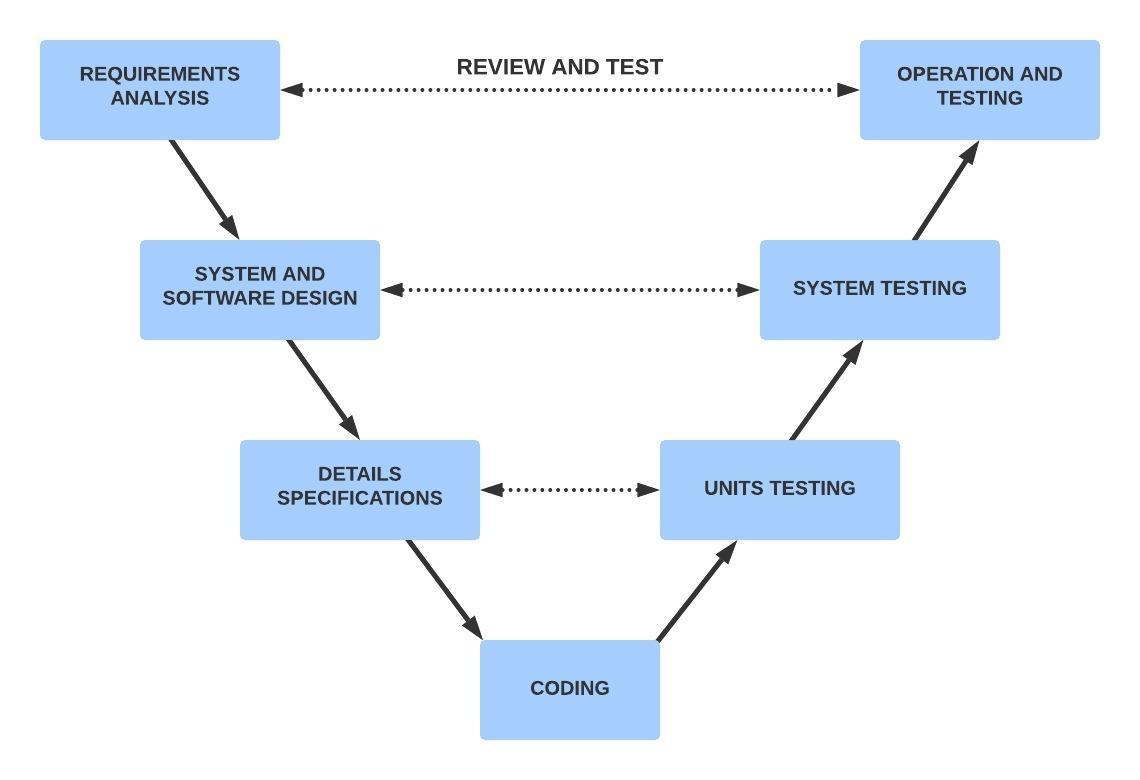 REQUIREMENTS
ANALYSIS
REVIEW AND TEST
OPERATION AND
TESTING
SYSTEM AND
SOFTWARE DESIGN
SYSTEM TESTING
DETAILS
SPECIFICATIONS
UNITS TESTING
CODING